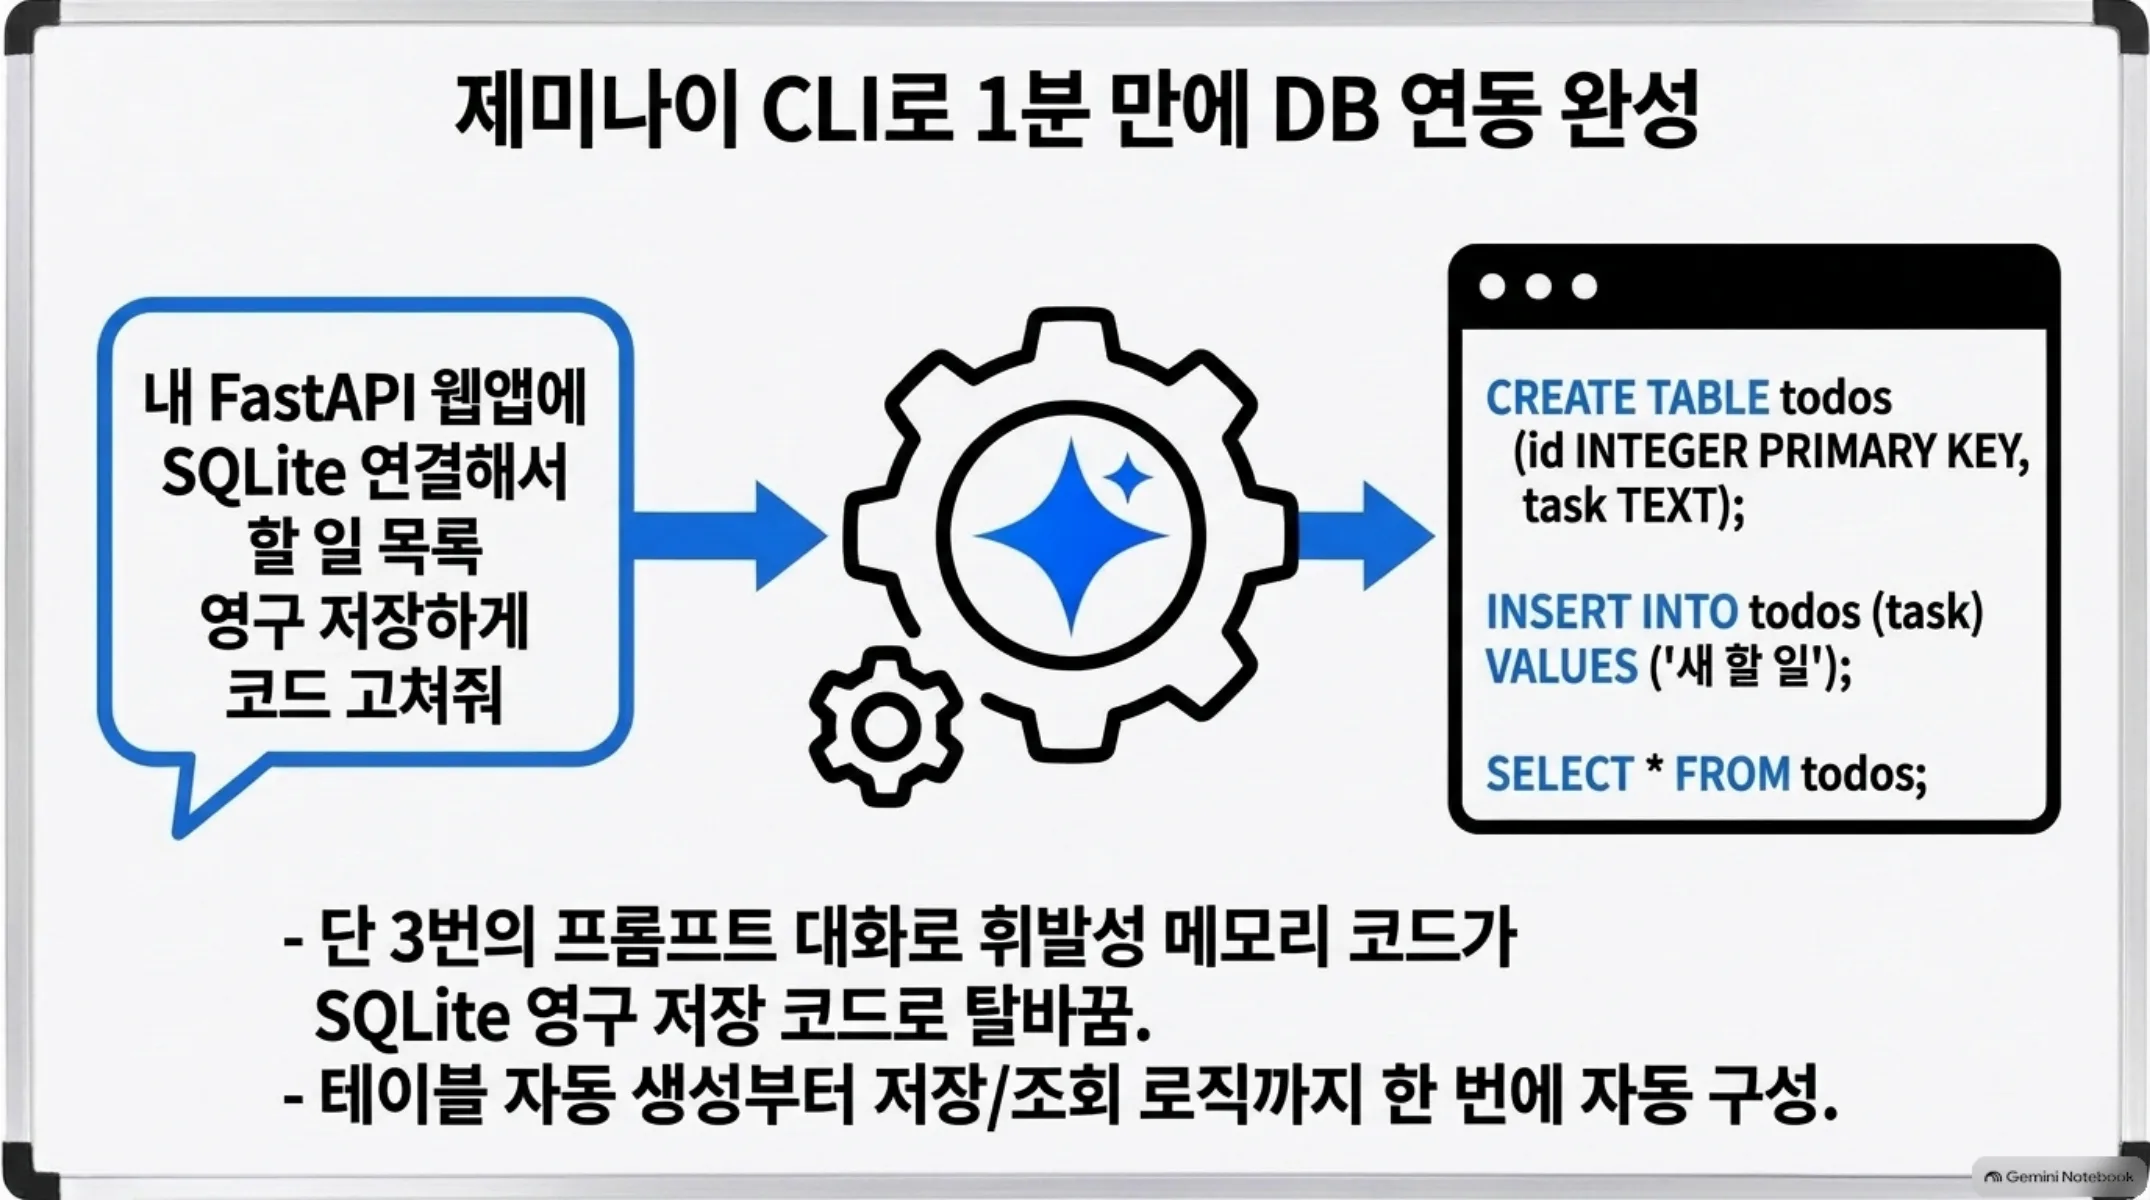 제미나이 CLI로 1분 만에 DB 연동 완성
내 FastAPI 웹앱에
SQLite 연결해서
할 일 목록
영구 저장하게
코드 고쳐줘
CREATE TABLE todos
(id INTEGER PRIMARY KEY,
task TEXT);
INSERT INTO todos (task)
VALUES ('새 할 일');
SELECT * FROM todos;
- 단 3번의 프롬프트 대화로 휘발성 메모리 코드가
SQLite 영구 저장 코드로 탈바꿈.
- 테이블 자동 생성부터 저장/조회 로직까지 한 번에 자동 구성.
Gemini Notebook